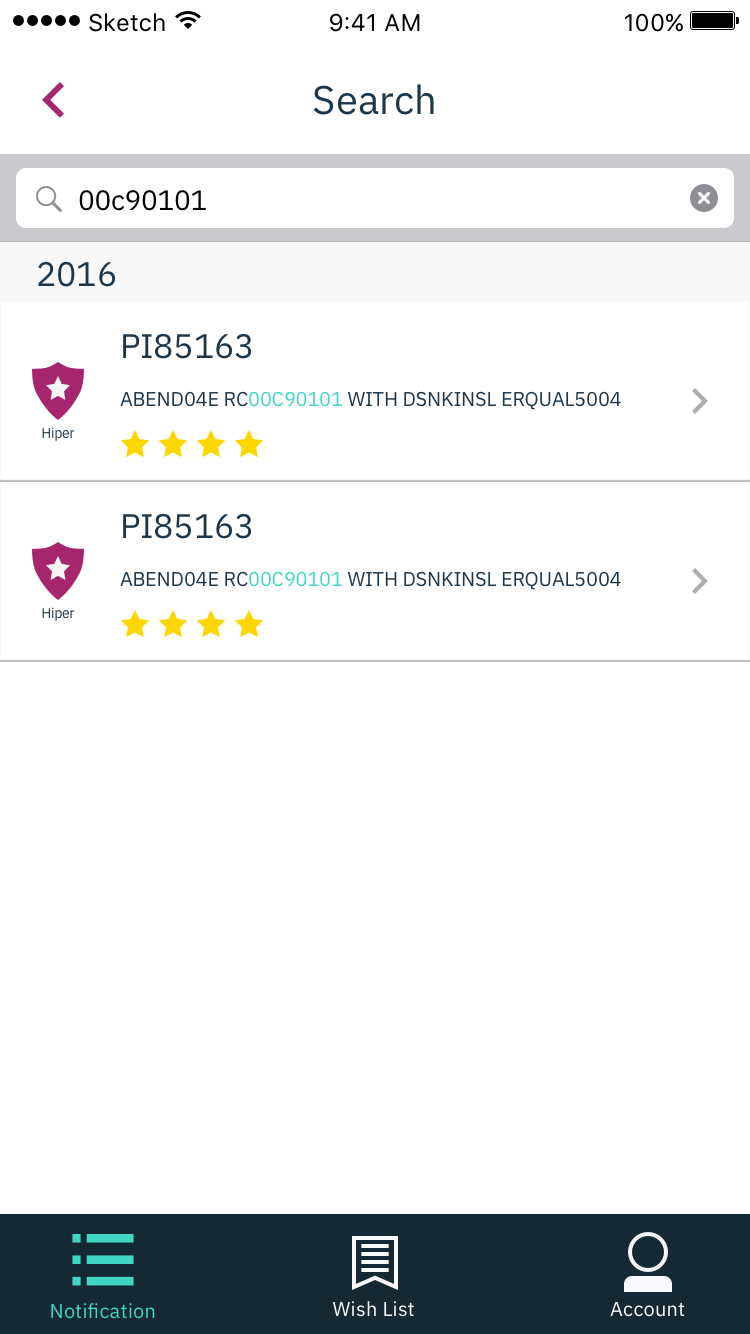 Sketch 9:41 AM 100%
Search
00c90101
2016
PI85163
ABEND04E RC00C90101 WITH DSNKINSL ERQUAL5004
Hiper
PI85163
ABEND04E RC00C90101 WITH DSNKINSL ERQUAL5004
Hiper
Notification Wish List Account